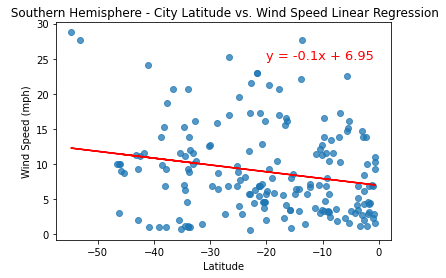 Southern Hemisphere - City Latitude vs. Wind Speed Linear Regression
30
25
20
15
10
5
0
Wind Speed (mph)
y = -0.1x + 6.95
−50 −40 −30 −20 −10 0
Latitude